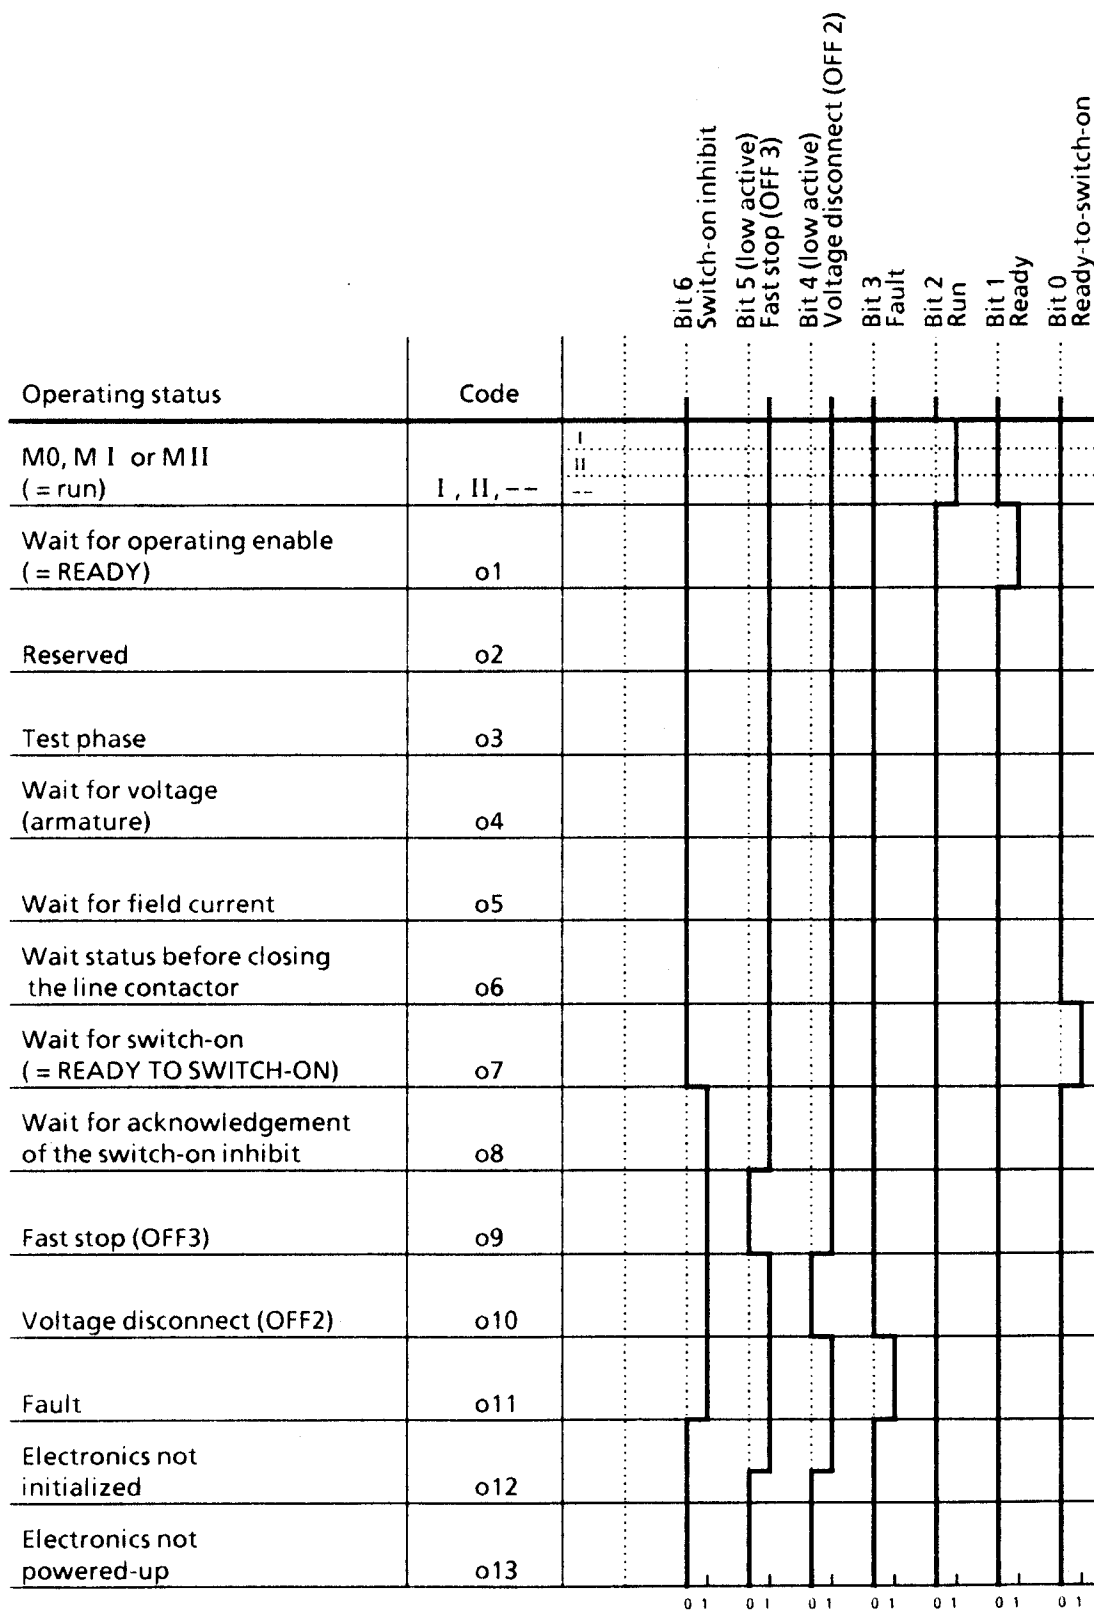 Bit 6
Switch-on inhibit
Bit 5 (low active)
Fast stop (OFF 3)
Bit 4 (low active)
Voltage disconnect (OFF 2)
Bit 3
Fault
Bit 2
Run
Bit 1
Ready
Bit 0
Ready-to-switch-on
Operating status Code
M0, M I or M II
( = run) I , II, -- 
I
II
--
Wait for operating enable
( = READY) o1
Reserved o2
Test phase o3
Wait for voltage
(armature) o4
Wait for field current o5
Wait status before closing
the line contactor o6
Wait for switch-on
( = READY TO SWITCH-ON) o7
Wait for acknowledgement
of the switch-on inhibit o8
Fast stop (OFF3) o9
Voltage disconnect (OFF2) o10
Fault o11
Electronics not
initialized o12
Electronics not
powered-up o13
0 1 0 1 0 1 0 1 0 1 0 1 0 1